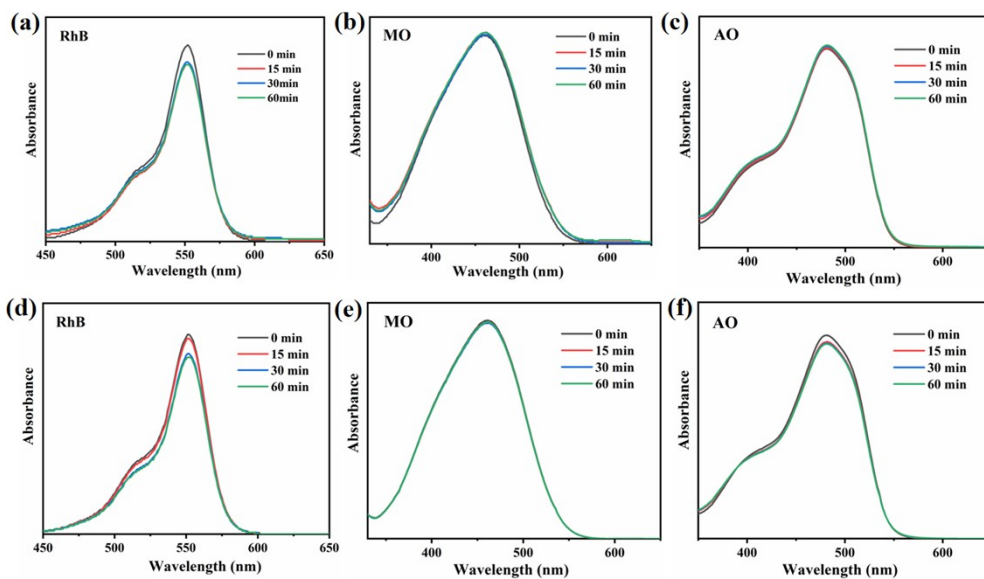 (a)
RhB
0 min
15 min
30min
60min
Absorbance
450
500
550
600
650
Wavelength (nm)
(b)
MO
0 min
15 min
30 min
60 min
Absorbance
400
500
600
Wavelength (nm)
(c)
AO
0 min
15 min
30 min
60 min
Absorbance
400
500
600
Wavelength (nm)
(d)
RhB
0 min
15 min
30 min
60 min
Absorbance
450
500
550
600
650
Wavelength (nm)
(e)
MO
0 min
15 min
30 min
60 min
Absorbance
400
500
600
Wavelength (nm)
(f)
AO
0 min
15 min
30 min
60 min
Absorbance
400
500
600
Wavelength (nm)